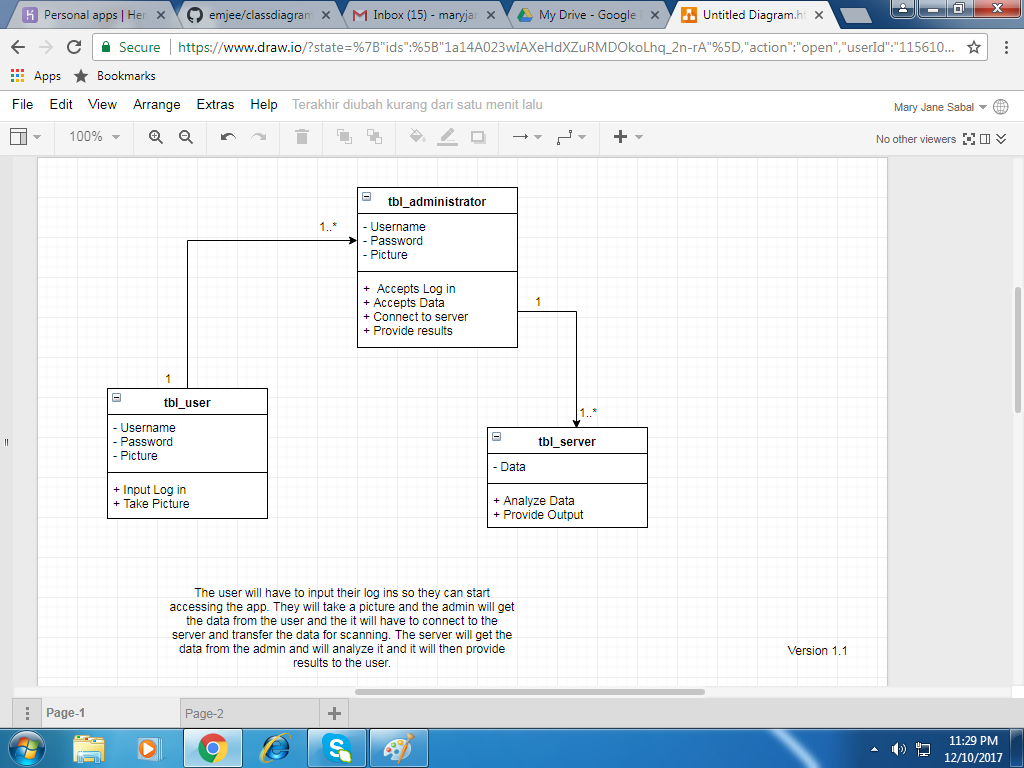 Personal apps | Her
emjee/classdiagram
Inbox (15) - maryja
My Drive - Google
Untitled Diagram.h
Secure
https://www.draw.io/?state=%7B"ids":%5B"1a14A023wIAXeHdXZuRMDOkoLhq_2n-rA"%5D,"action":"open","userId":"115610...
Apps
Bookmarks
File Edit View Arrange Extras Help Terakhir diubah kurang dari satu menit lalu
Mary Jane Sabal
100%
No other viewers
tbl_administrator
1..*
- Username
- Password
- Picture
+ Accepts Log in
+ Accepts Data
+ Connect to server
+ Provide results
1
1
tbl_user
- Username
- Password
- Picture
+ Input Log in
+ Take Picture
1..*
tbl_server
- Data
+ Analyze Data
+ Provide Output
The user will have to input their log ins so they can start
accessing the app. They will take a picture and the admin will get
the data from the user and the it will have to connect to the
server and transfer the data for scanning. The server will get the
data from the admin and will analyze it and it will then provide
results to the user.
Version 1.1
Page-1
Page-2
11:29 PM
12/10/2017